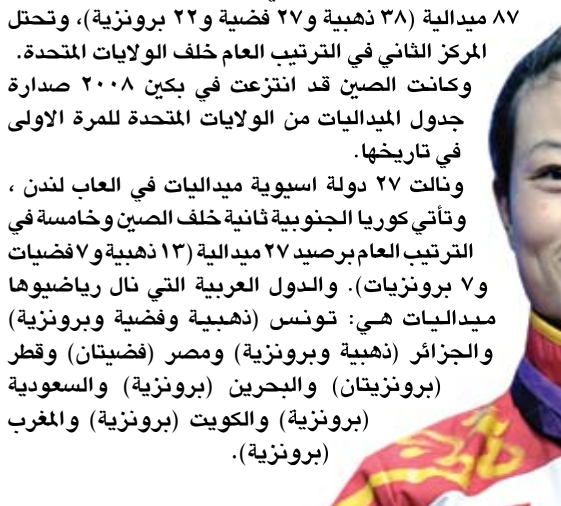 ٨٧ ميدالية (٣٨ ذهبية و٢٧ فضية و٢٢ برونزية)، وتحتل
المركز الثاني في الترتيب العام خلف الولايات المتحدة.
وكانت الصين قد انتزعت في بكين ٢٠٠٨ صدارة
جدول الميداليات من الولايات المتحدة للمرة الاولى
في تاريخها.
ونالت ٢٧ دولة اسيوية ميداليات في العاب لندن ،
وتأتي كوريا الجنوبية ثانية خلف الصين وخامسة في
الترتيب العام برصيد ٢٧ ميدالية (١٣ ذهبية و٧ فضيات
و٧ برونزيات). والدول العربية التي نال رياضيوها
ميداليات هي: تونس (ذهبية وفضية وبرونزية)
والجزائر (ذهبية وبرونزية) ومصر (فضيتان) وقطر
(برونزيتان) والبحرين (برونزية) والسعودية
(برونزية) والكويت (برونزية) والمغرب
(برونزية).